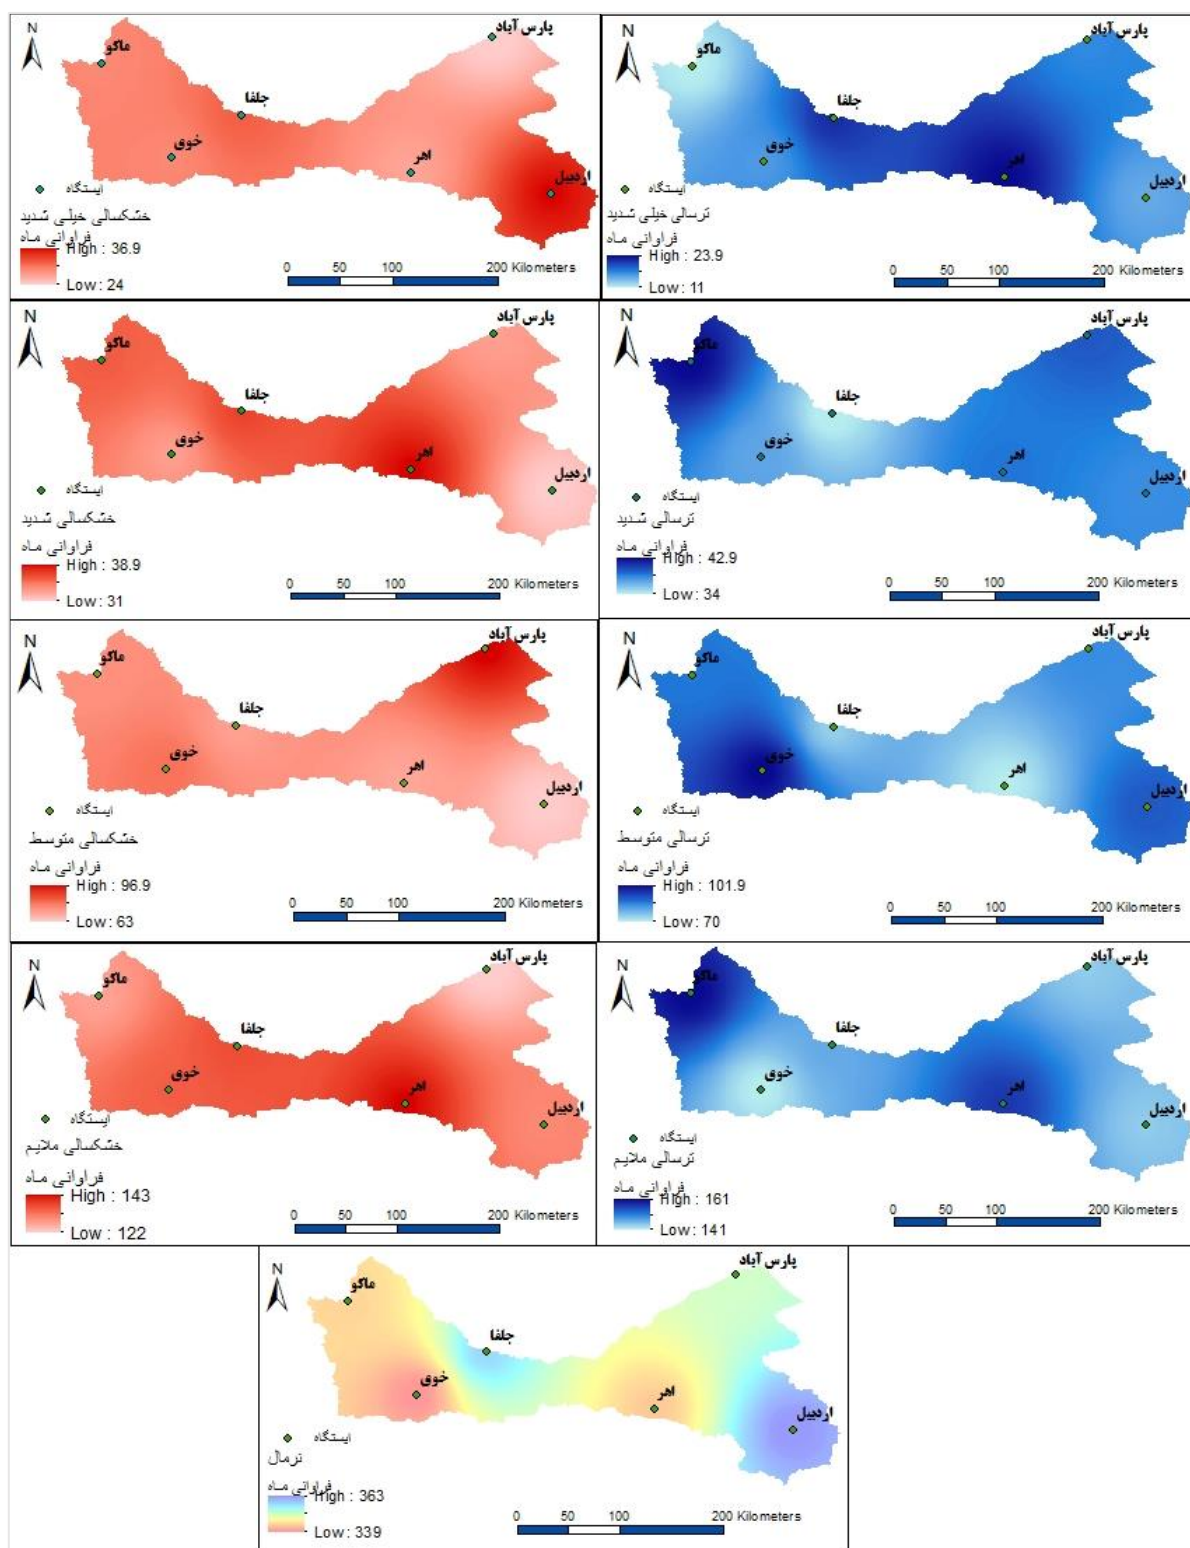 N
پارس آباد
ماکو
جلفا
خوی
اهر
اردبیل
ایستگاه
خشکسالی خیلی شدید
فراوانی ماه
High : 36.9
Low : 24
0 50 100 200 Kilometers
N
پارس آباد
ماکو
جلفا
خوی
اهر
اردبیل
ایستگاه
ترسالی خیلی شدید
فراوانی ماه
High : 23.9
Low : 11
0 50 100 200 Kilometers
N
پارس آباد
ماکو
جلفا
خوی
اهر
اردبیل
ایستگاه
خشکسالی شدید
فراوانی ماه
High : 38.9
Low : 31
0 50 100 200 Kilometers
N
پارس آباد
ماکو
جلفا
خوی
اهر
اردبیل
ایستگاه
ترسالی شدید
فراوانی ماه
High : 42.9
Low : 34
0 50 100 200 Kilometers
N
پارس آباد
ماکو
جلفا
خوی
اهر
اردبیل
ایستگاه
خشکسالی متوسط
فراوانی ماه
High : 96.9
Low : 63
0 50 100 200 Kilometers
N
پارس آباد
ماکو
جلفا
خوی
اهر
اردبیل
ایستگاه
ترسالی متوسط
فراوانی ماه
High : 101.9
Low : 70
0 50 100 200 Kilometers
N
پارس آباد
ماکو
جلفا
خوی
اهر
اردبیل
ایستگاه
خشکسالی ملایم
فراوانی ماه
High : 143
Low : 122
0 50 100 200 Kilometers
N
پارس آباد
ماکو
جلفا
خوی
اهر
اردبیل
ایستگاه
ترسالی ملایم
فراوانی ماه
High : 161
Low : 141
0 50 100 200 Kilometers
N
پارس آباد
ماکو
جلفا
خوی
اهر
اردبیل
ایستگاه
نرمال
فراوانی ماه
High : 363
Low : 339
0 50 100 200 Kilometers